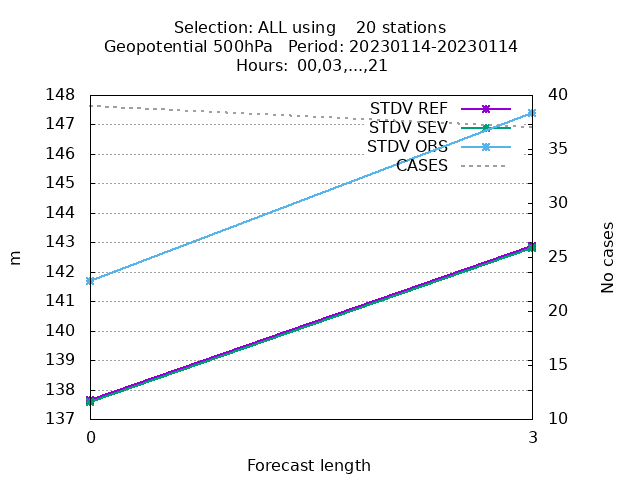 Selection: ALL using    20 stations
Geopotential 500hPa   Period: 20230114-20230114
Hours:  00,03,...,21
148
147
146
145
144
143
142
141
140
139
138
137
m
STDV REF
STDV SEV
STDV OBS
CASES
40
35
30
25
20
15
10
No cases
0
3
Forecast length